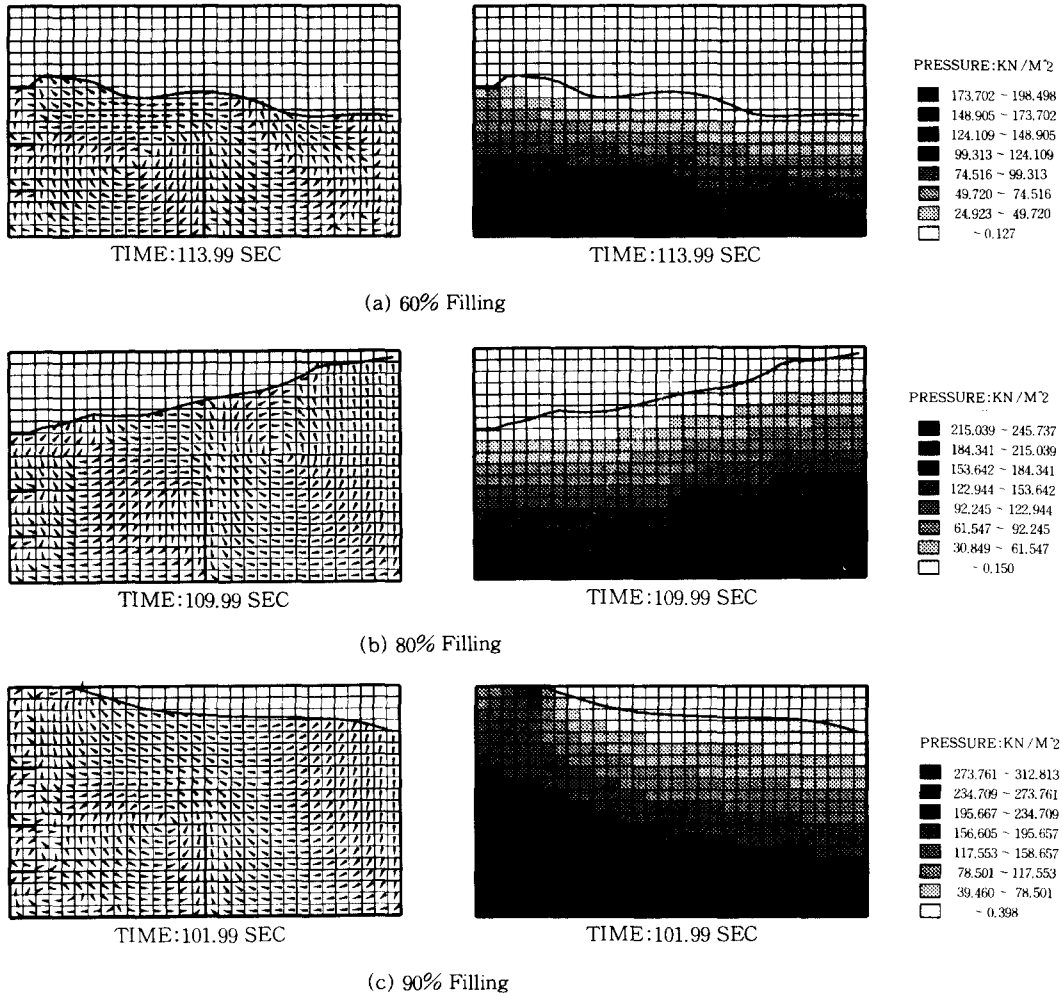 PRESSURE:KN/M^2
173.702 ~ 198.498
148.905 ~ 173.702
124.109 ~ 148.905
99.313 ~ 124.109
74.516 ~ 99.313
49.720 ~ 74.516
24.923 ~ 49.720
~ 0.127
TIME:113.99 SEC
TIME:113.99 SEC
(a) 60% Filling
PRESSURE:KN/M^2
215.039 ~ 245.737
184.341 ~ 215.039
153.642 ~ 184.341
122.944 ~ 153.642
92.245 ~ 122.944
61.547 ~ 92.245
30.849 ~ 61.547
~ 0.150
TIME:109.99 SEC
TIME:109.99 SEC
(b) 80% Filling
PRESSURE:KN/M^2
273.761 ~ 312.813
234.709 ~ 273.761
195.667 ~ 234.709
156.605 ~ 195.657
117.553 ~ 158.657
78.501 ~ 117.553
39.460 ~ 78.501
~ 0.398
TIME:101.99 SEC
TIME:101.99 SEC
(c) 90% Filling